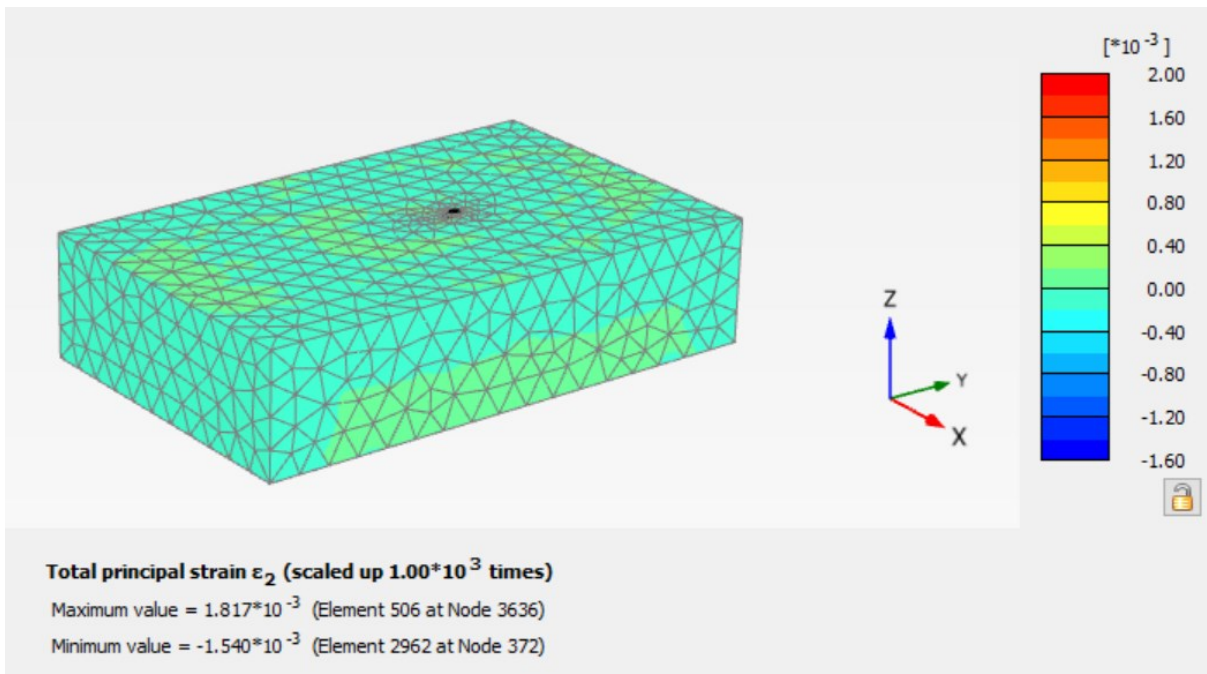 [*10⁻³]
2.00
1.60
1.20
0.80
0.40
0.00
-0.40
-0.80
-1.20
-1.60
Z
Y
X
Total principal strain ε₂ (scaled up 1.00*10³ times)
Maximum value = 1.817*10⁻³ (Element 506 at Node 3636)
Minimum value = -1.540*10⁻³ (Element 2962 at Node 372)